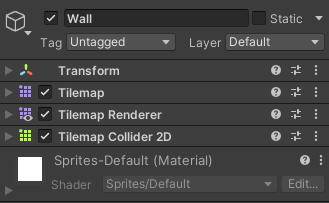 Wall
Static
Tag Untagged Layer Default
Transform
Tilemap
Tilemap Renderer
Tilemap Collider 2D
Sprites-Default (Material)
Shader Sprites/Default Edit...